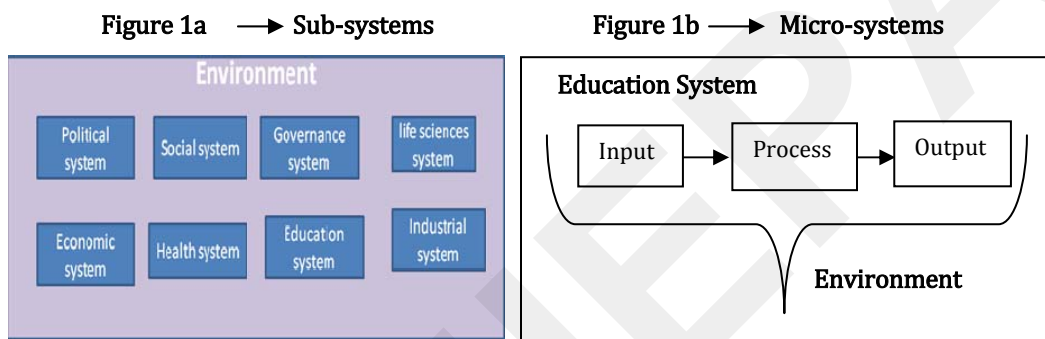 Figure 1a → Sub-systems
Figure 1b → Micro-systems
Environment
Political
system
Social system
Governance
system
life sciences
system
Economic
system
Health system
Education
system
Industrial
system
Education System
Input
Process
Output
Environment